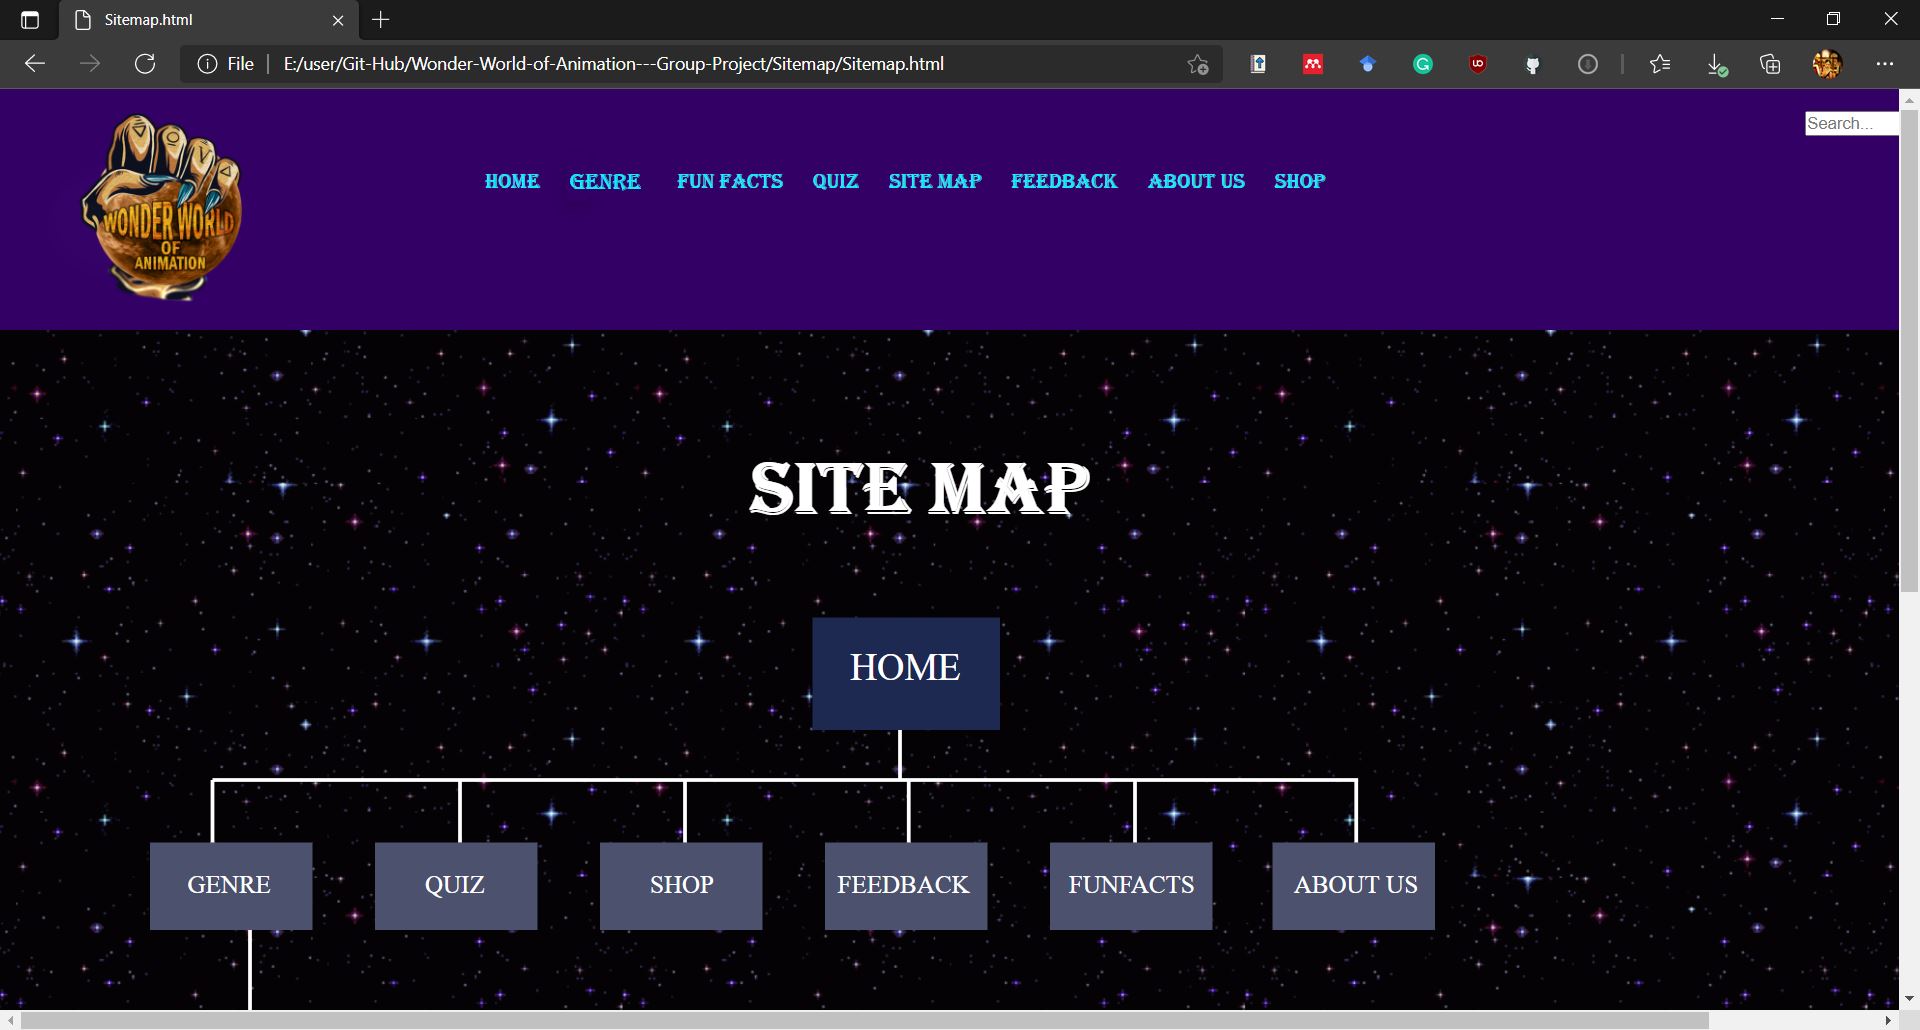 Sitemap.html
File E:/user/Git-Hub/Wonder-World-of-Animation---Group-Project/Sitemap/Sitemap.html
Search...
WONDER WORLD
OF
ANIMATION
HOME GENRE FUN FACTS QUIZ SITE MAP FEEDBACK ABOUT US SHOP
SITE MAP
HOME
GENRE QUIZ SHOP FEEDBACK FUNFACTS ABOUT US